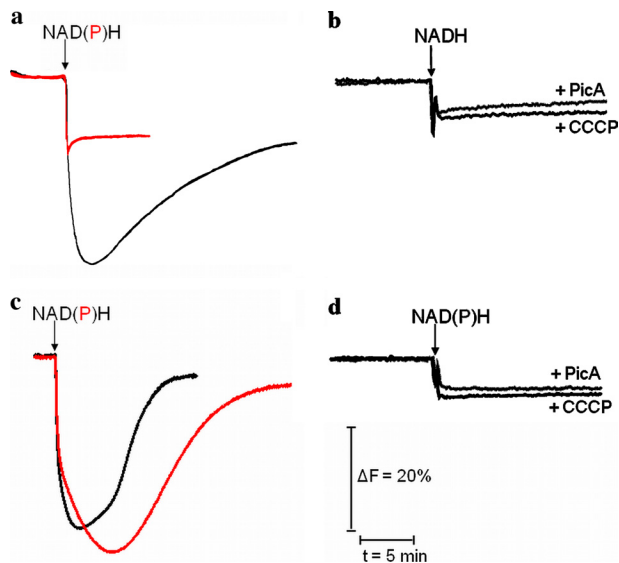 a
NAD(P)H
b
NADH
+ PicA
+ CCCP
c
NAD(P)H
d
NAD(P)H
+ PicA
+ CCCP
ΔF = 20%
t = 5 min